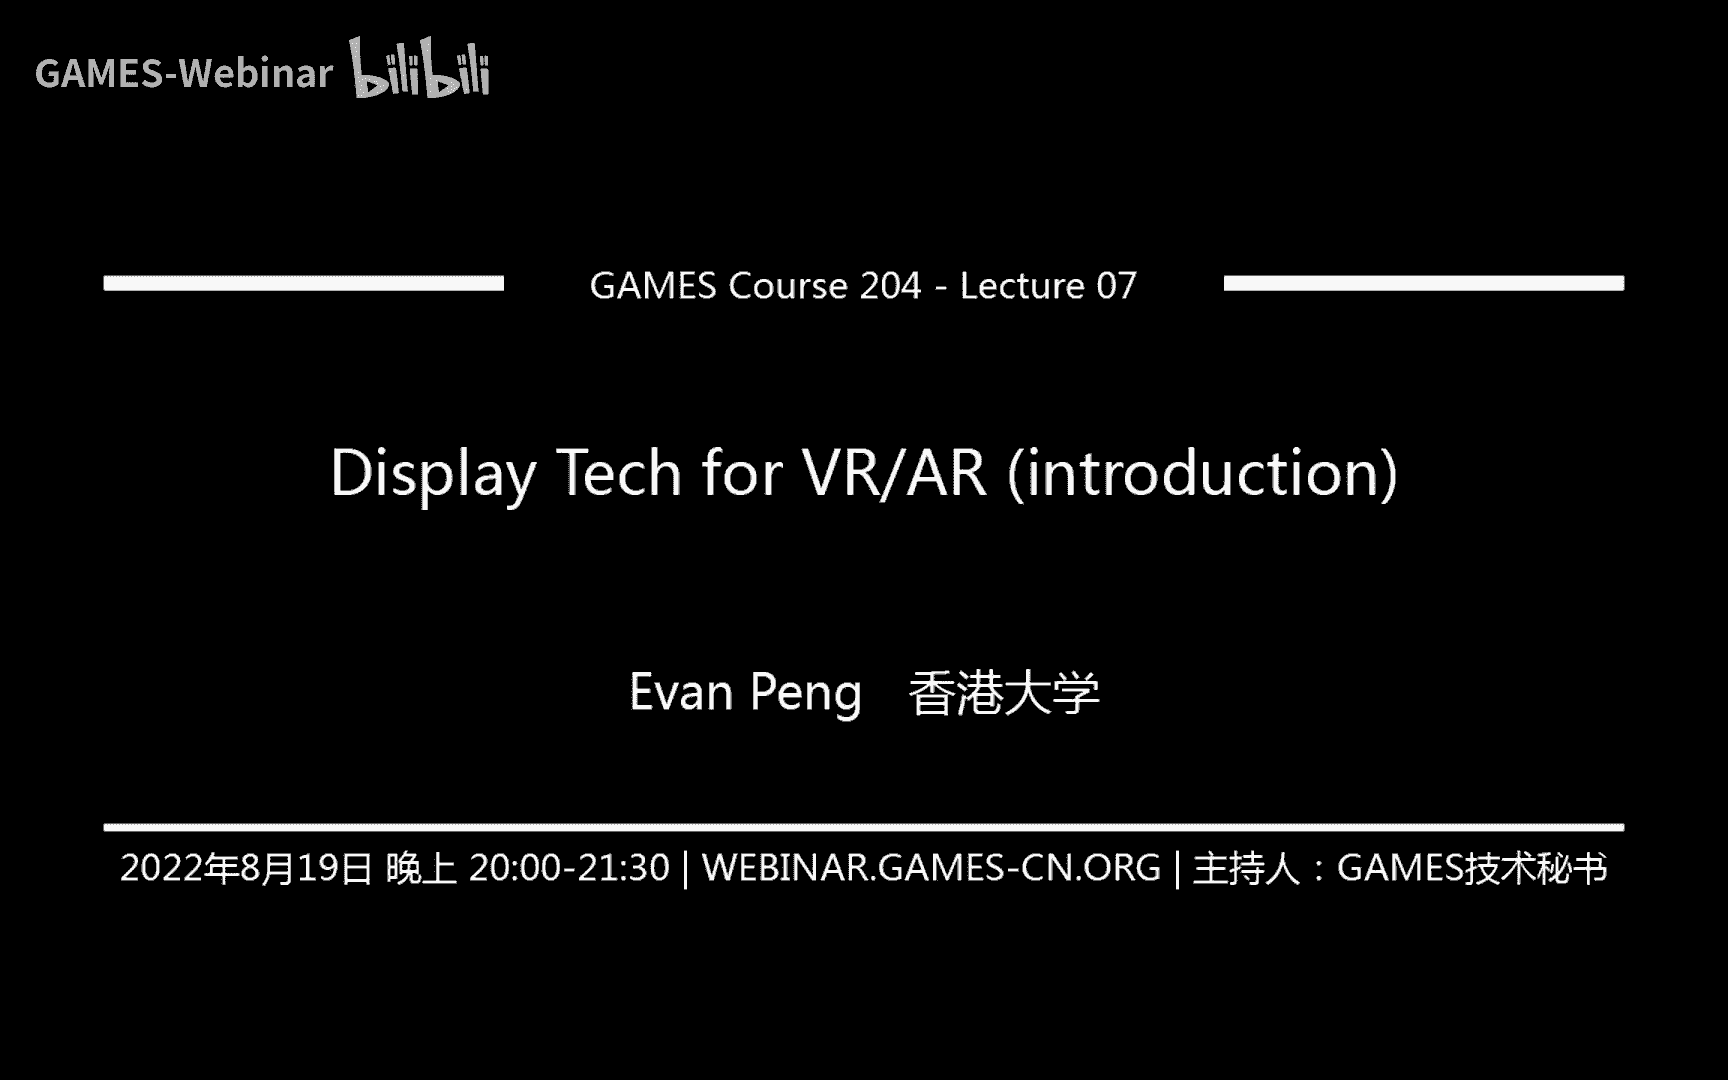 GAMES-Webinar bilibili
GAMES Course 204 - Lecture 07
Display Tech for VR/AR (introduction)
Evan Peng 香港大学
2022年8月19日 晚上 20:00-21:30 | WEBINAR.GAMES-CN.ORG | 主持人：GAMES技术秘书